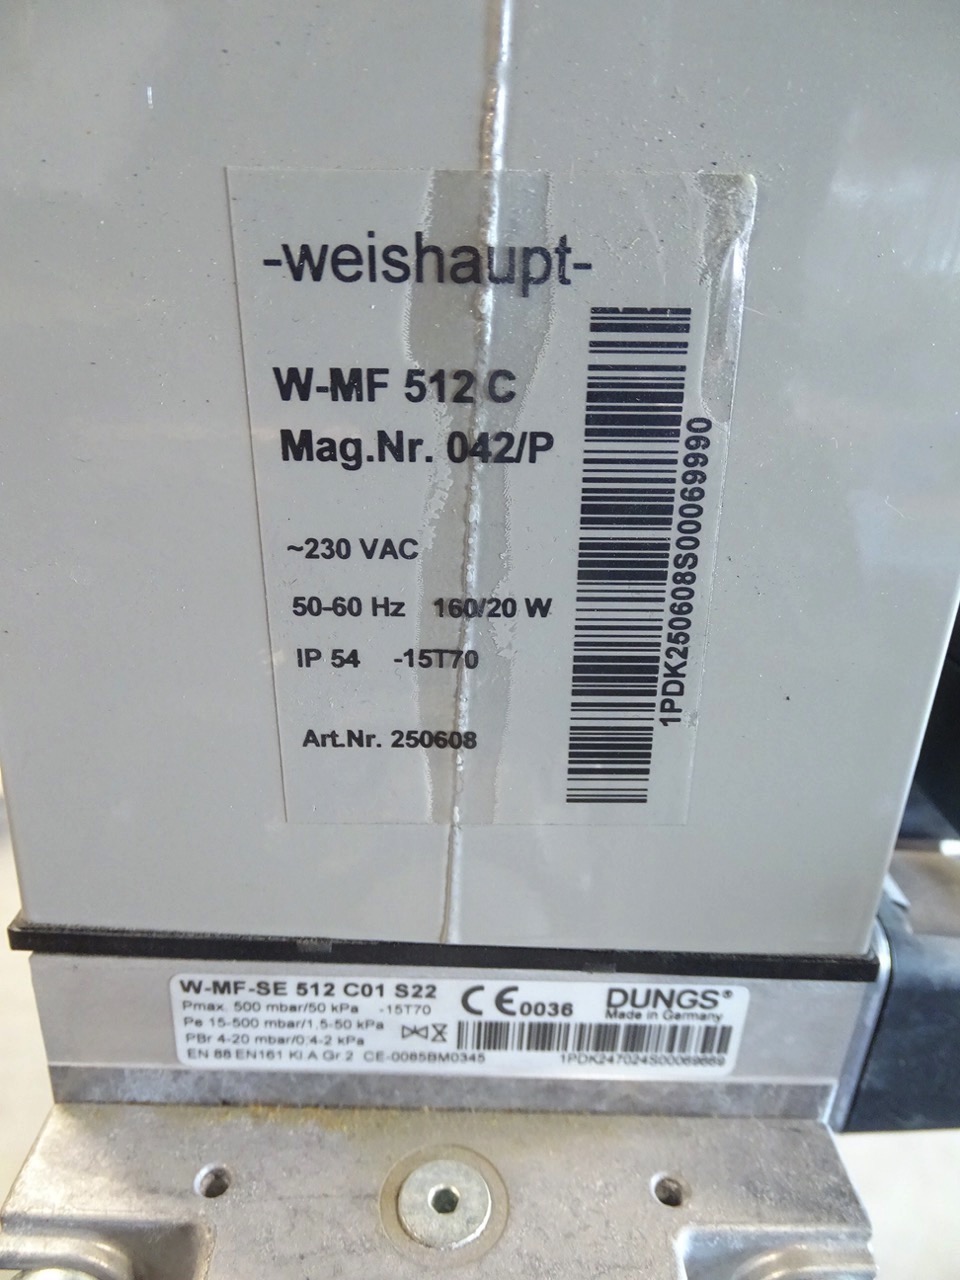 -weishaupt-
W-MF 512 C
Mag.Nr. 042/P
~230 VAC
50-60 Hz 160/20 W
IP 54 -15T70
Art.Nr. 250608
1PDK250608S00069990
W-MF-SE 512 C01 S22
Pmax. 500 mbar/50 kPa -15T70
Pe 15-500 mbar/1,5-50 kPa
PBr 4-20 mbar/0,4-2 kPa
EN 88 EN161 Kl.A Gr 2 CE-0085BM0345
CE0036
DUNGS®
Made in Germany
1PDK247024S00069669